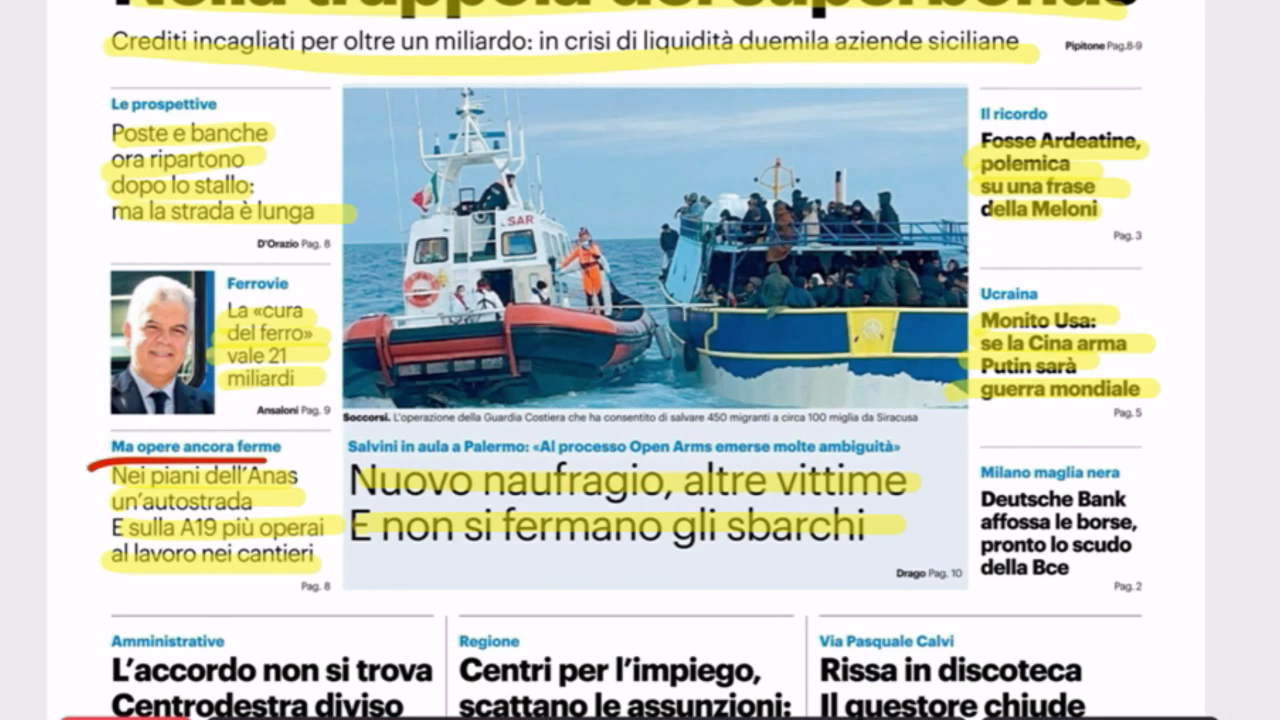 Nella trappola del superbonus
Crediti incagliati per oltre un miliardo: in crisi di liquidità duemila aziende siciliane
Pipitone Pag.8-9
Le prospettive
Poste e banche
ora ripartono
dopo lo stallo:
ma la strada è lunga
D'Orazio Pag. 8
Ferrovie
La «cura
del ferro»
vale 21
miliardi
Ansaloni Pag. 9
Ma opere ancora ferme
Nei piani dell'Anas
un'autostrada
E sulla A19 più operai
al lavoro nei cantieri
Pag. 8
SAR
Soccorsi. L'operazione della Guardia Costiera che ha consentito di salvare 450 migranti a circa 100 miglia da Siracusa
Salvini in aula a Palermo: «Al processo Open Arms emerse molte ambiguità»
Nuovo naufragio, altre vittime
E non si fermano gli sbarchi
Drago Pag. 10
Il ricordo
Fosse Ardeatine,
polemica
su una frase
della Meloni
Pag. 3
Ucraina
Monito Usa:
se la Cina arma
Putin sarà
guerra mondiale
Pag. 5
Milano maglia nera
Deutsche Bank
affossa le borse,
pronto lo scudo
della Bce
Pag. 2
Amministrative
L'accordo non si trova
Centrodestra diviso
Regione
Centri per l'impiego,
scattano le assunzioni:
Via Pasquale Calvi
Rissa in discoteca
Il questore chiude